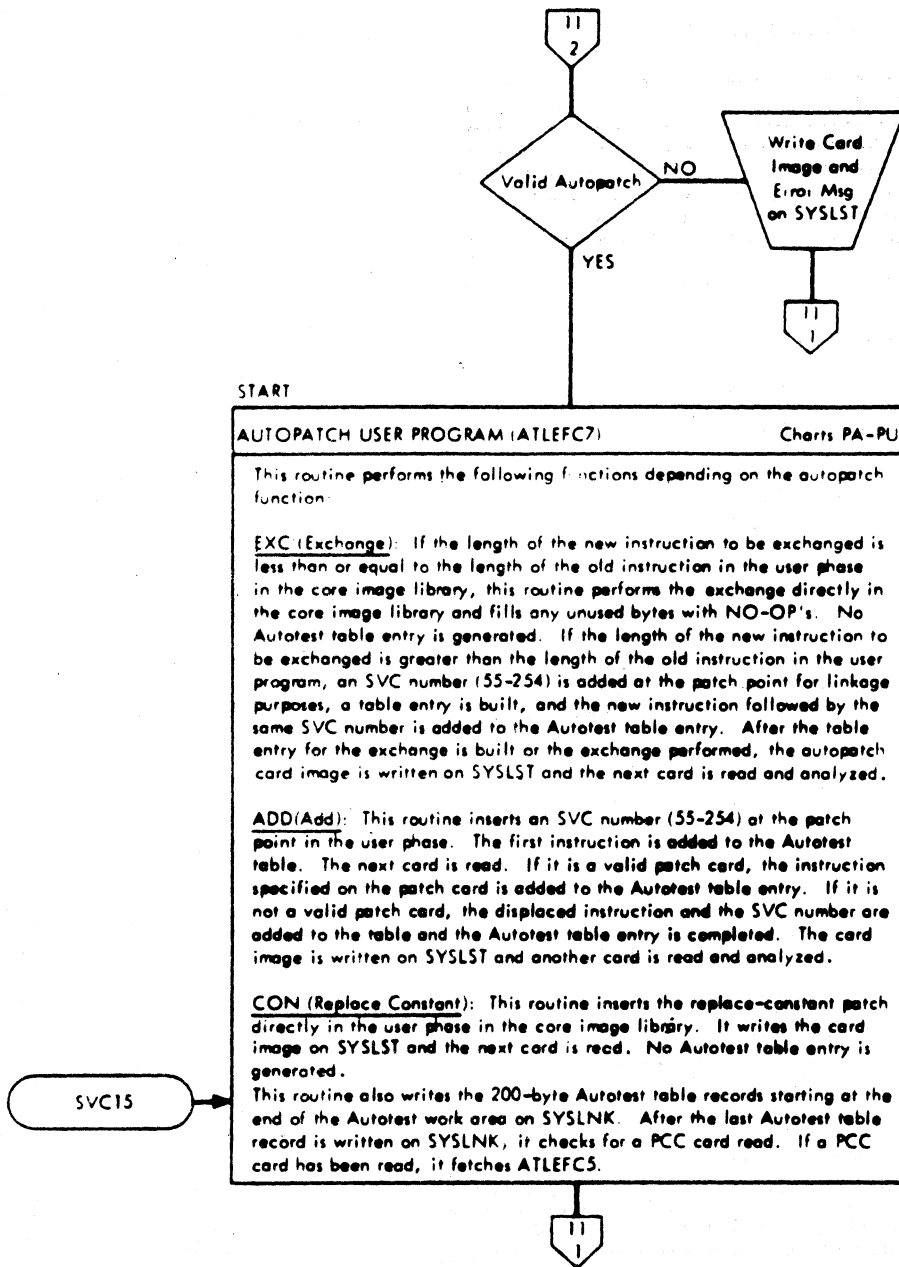 11
2
Valid Autopatch
NO
Write Card
Image and
Error Msg
on SYSLST
YES
11
1
START
AUTOPATCH USER PROGRAM (ATLEFC7) Charts PA-PU
This routine performs the following functions depending on the autopatch
function:
EXC (Exchange): If the length of the new instruction to be exchanged is
less than or equal to the length of the old instruction in the user phase
in the core image library, this routine performs the exchange directly in
the core image library and fills any unused bytes with NO-OP's. No
Autotest table entry is generated. If the length of the new instruction to
be exchanged is greater than the length of the old instruction in the user
program, an SVC number (55-254) is added at the patch point for linkage
purposes, a table entry is built, and the new instruction followed by the
same SVC number is added to the Autotest table entry. After the table
entry for the exchange is built or the exchange performed, the autopatch
card image is written on SYSLST and the next card is read and analyzed.
ADD(Add): This routine inserts an SVC number (55-254) at the patch
point in the user phase. The first instruction is added to the Autotest
table. The next card is read. If it is a valid patch card, the instruction
specified on the patch card is added to the Autotest table entry. If it is
not a valid patch card, the displaced instruction and the SVC number are
added to the table and the Autotest table entry is completed. The card
image is written on SYSLST and another card is read and analyzed.
CON (Replace Constant): This routine inserts the replace-constant patch
directly in the user phase in the core image library. It writes the card
image on SYSLST and the next card is read. No Autotest table entry is
generated.
SVC15
This routine also writes the 200-byte Autotest table records starting at the
end of the Autotest work area on SYSLNK. After the last Autotest table
record is written on SYSLNK, it checks for a PCC card read. If a PCC
card has been read, it fetches ATLEFC5.
11
1